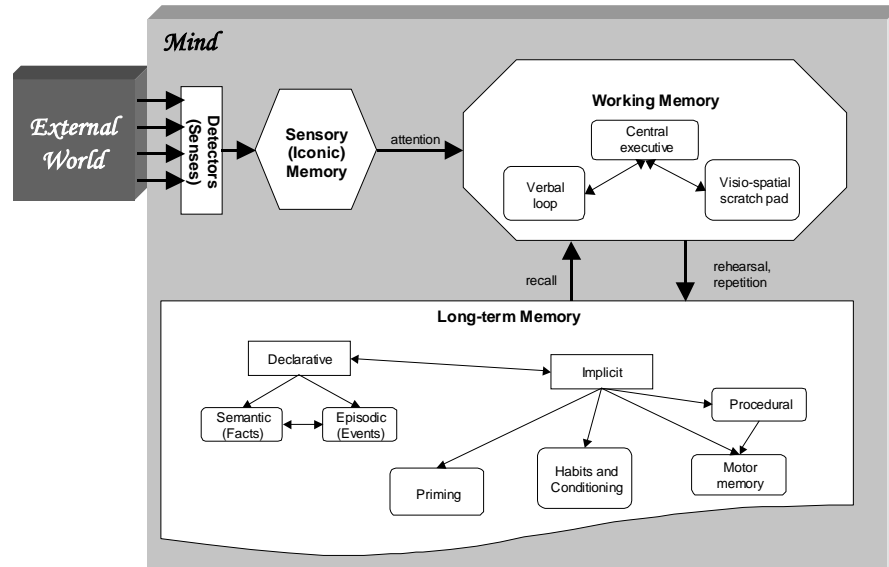 Mind
External
World
Detectors
(Senses)
Sensory
(Iconic)
Memory
attention
Working Memory
Central
executive
Verbal
loop
Visio-spatial
scratch pad
recall
rehearsal,
repetition
Long-term Memory
Declarative
Implicit
Semantic
(Facts)
Episodic
(Events)
Procedural
Priming
Habits and
Conditioning
Motor
memory